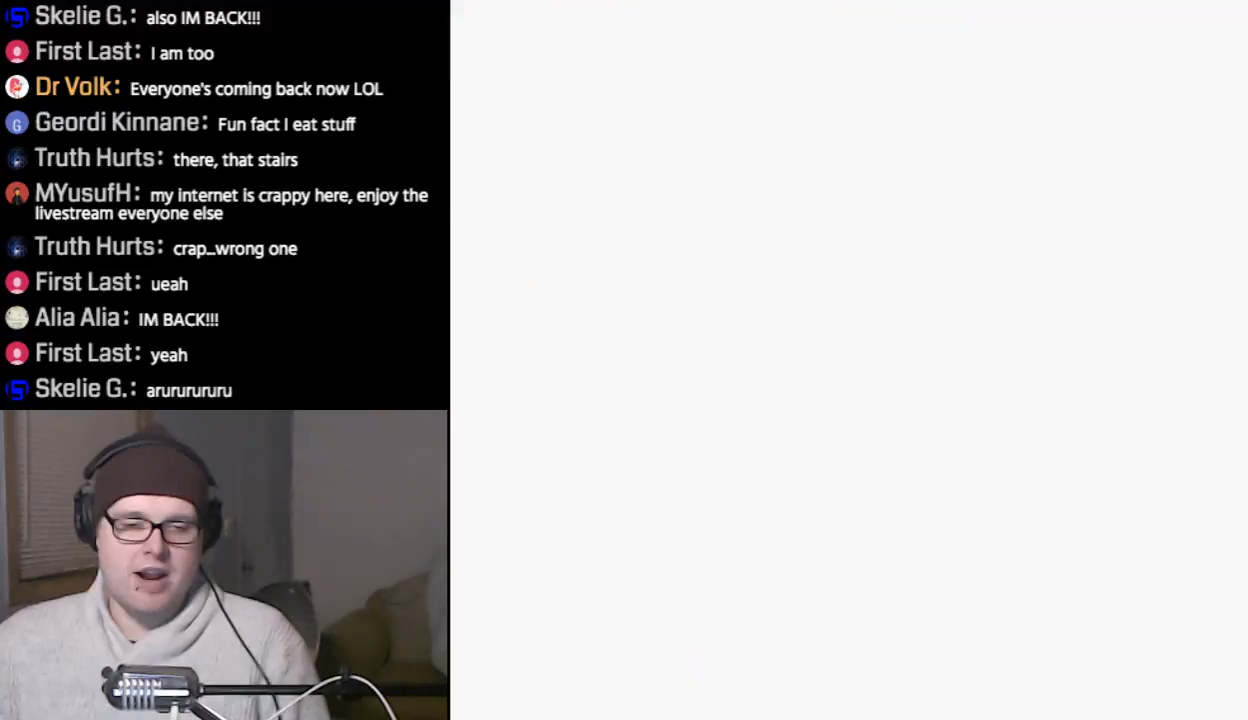 Skelie G.: also IM BACK!!!
First Last: I am too
Dr Volk: Everyone's coming back now LOL
G Geordi Kinnane: Fun fact I eat stuff
Truth Hurts: there, that stairs
MYusufH: my internet is crappy here, enjoy the
livestream everyone else
Truth Hurts: crap...wrong one
First Last: ueah
Alia Alia: IM BACK!!!
First Last: yeah
Skelie G.: arurururururu